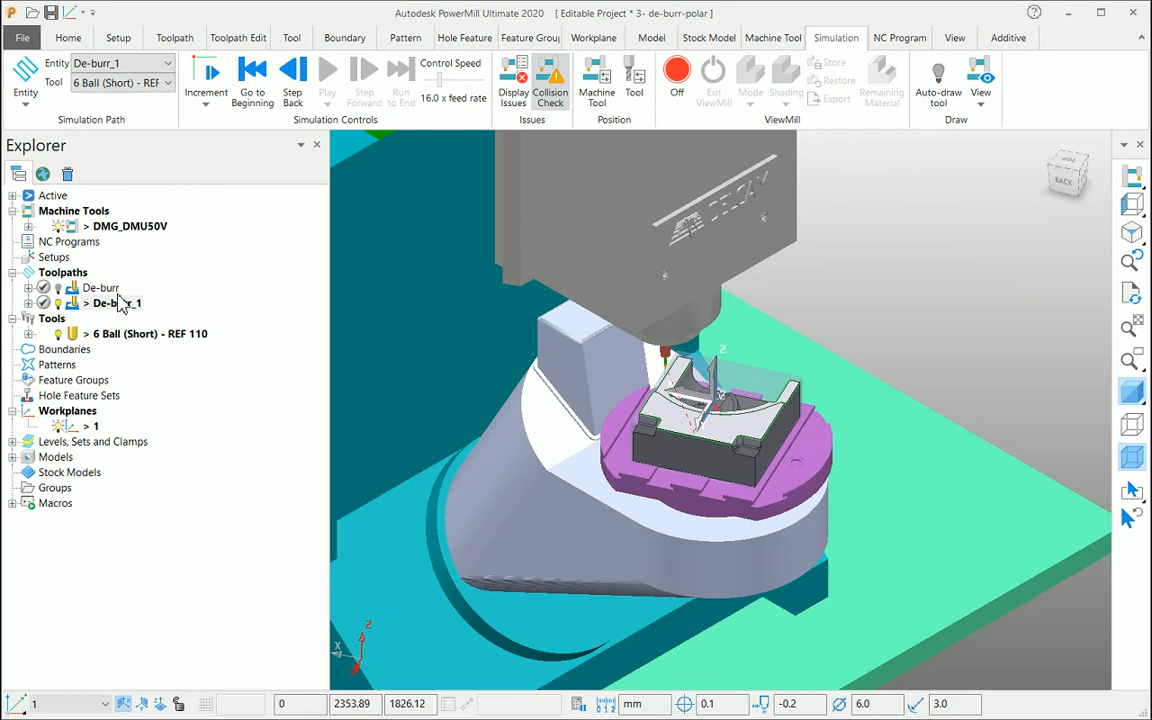 Autodesk PowerMill Ultimate 2020 [ Editable Project * 3- de-burr-polar ]
File Home Setup Toolpath Toolpath Edit Tool Boundary Pattern Hole Feature Feature Group Workplane Model Stock Model Machine Tool Simulation NC Program View Additive
Entity De-burr_1 Control Speed Store
Tool 6 Ball (Short) - REF Restore
Entity Increment Go to Beginning Step Back Play Step Forward Run to End 16.0 x feed rate Display Issues Collision Check Machine Tool Tool Off Exit ViewMill Mode Shading Export Remaining Material Auto-draw tool View
Simulation Path Simulation Controls Issues Position ViewMill Draw
Explorer
TOP
BACK
Active
Machine Tools
> DMG_DMU50V
NC Programs
Setups
Toolpaths
De-burr
> De-burr_1
Tools
> 6 Ball (Short) - REF 110
Boundaries
Patterns
Feature Groups
Hole Feature Sets
Workplanes
> 1
Levels, Sets and Clamps
Models
Stock Models
Groups
Macros
Z
Z
X
1 0 2353.89 1826.12 mm 0.1 -0.2 6.0 3.0